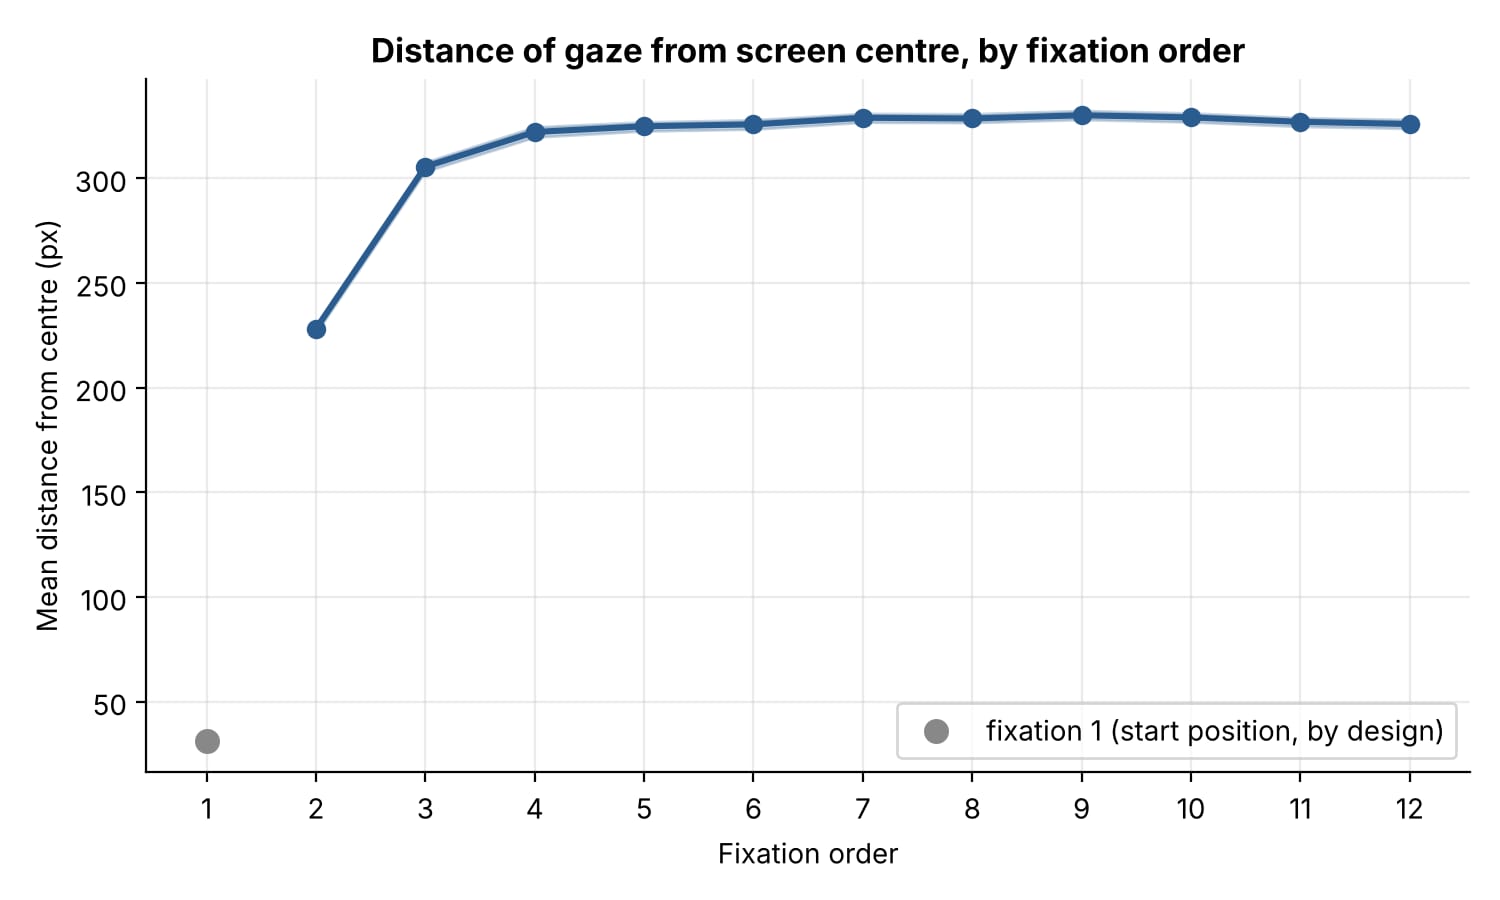 Distance of gaze from screen centre, by fixation order
Mean distance from centre (px)
300
250
200
150
100
50
fixation 1 (start position, by design)
1 2 3 4 5 6 7 8 9 10 11 12
Fixation order